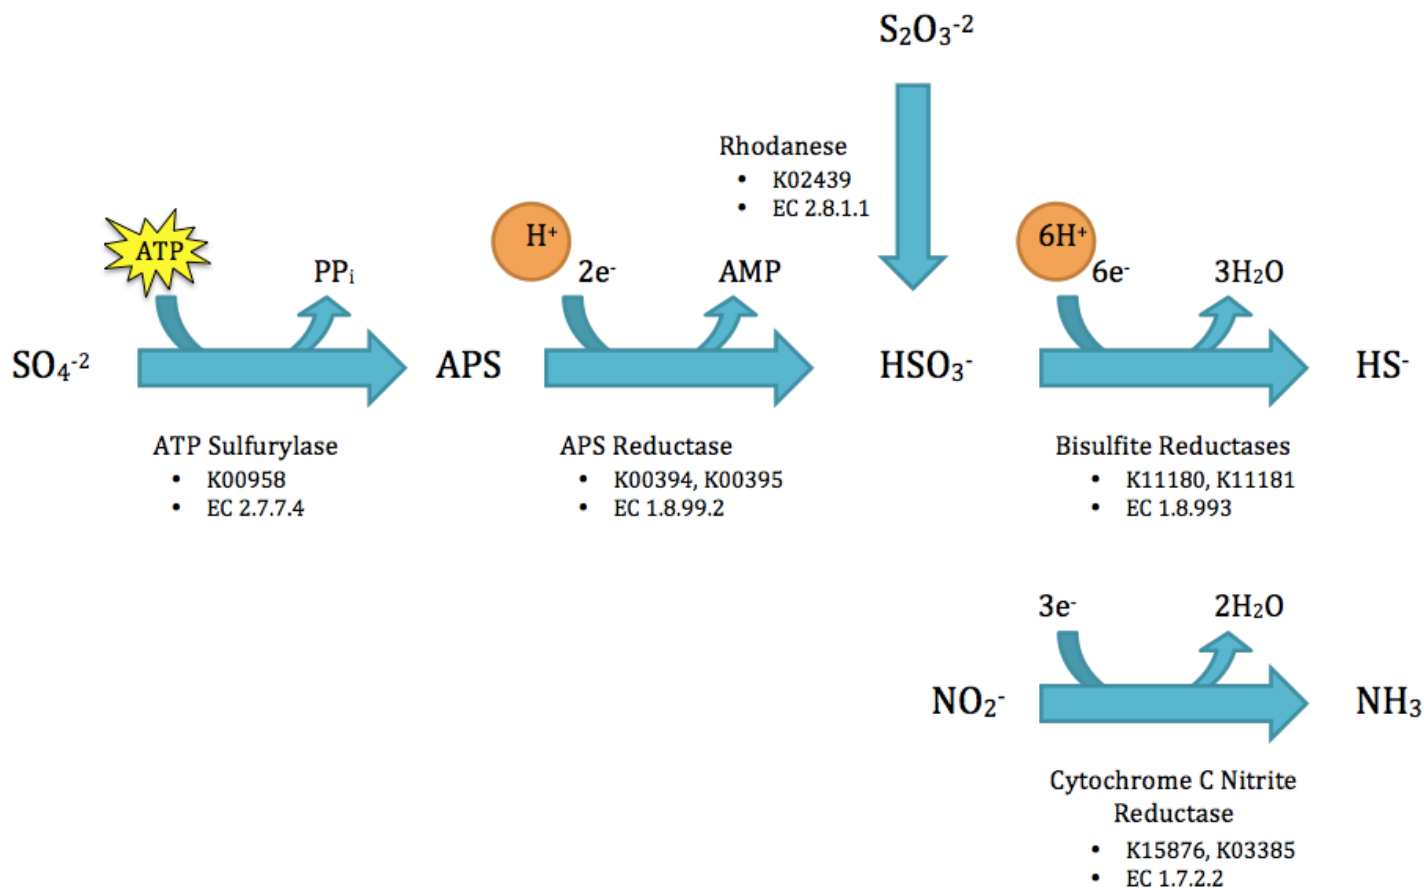 S₂O₃⁻²
Rhodanese
• K02439
• EC 2.8.1.1
ATP
PPᵢ
H⁺
2e⁻
AMP
6H⁺
6e⁻
3H₂O
SO₄⁻²
APS
HSO₃⁻
HS⁻
ATP Sulfurylase
• K00958
• EC 2.7.7.4
APS Reductase
• K00394, K00395
• EC 1.8.99.2
Bisulfite Reductases
• K11180, K11181
• EC 1.8.993
3e⁻
2H₂O
NO₂⁻
NH₃
Cytochrome C Nitrite
Reductase
• K15876, K03385
• EC 1.7.2.2